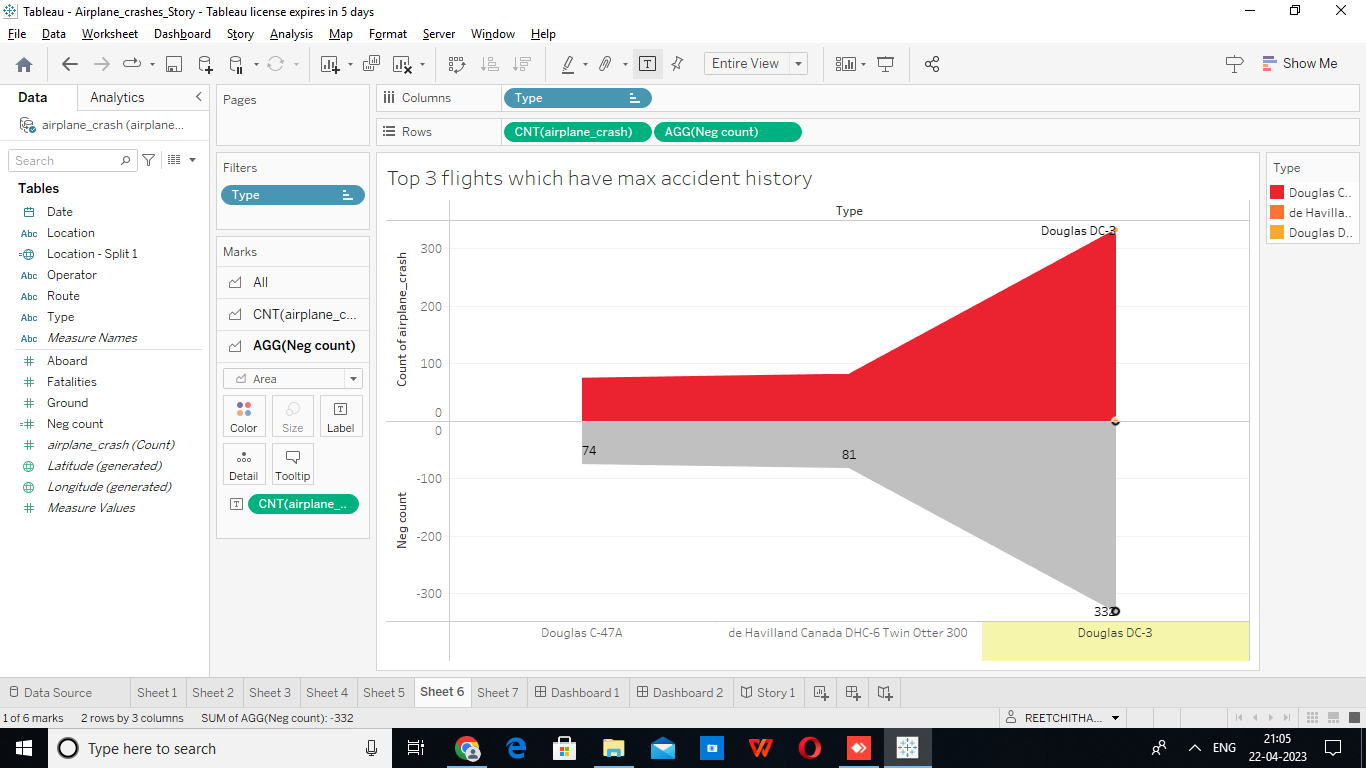 Tableau - Airplane_crashes_Story - Tableau license expires in 5 days
File Data Worksheet Dashboard Story Analysis Map Format Server Window Help
Entire View
Show Me
Data Analytics
airplane_crash (airplane...
Search
Tables
Date
Abc Location
Location - Split 1
Abc Operator
Abc Route
Abc Type
Abc Measure Names
Aboard
Fatalities
Ground
Neg count
airplane_crash (Count)
Latitude (generated)
Longitude (generated)
Measure Values
Pages
Filters
Type
Marks
All
CNT(airplane_c...
AGG(Neg count)
Area
Color Size Label
Detail Tooltip
CNT(airplane_..
Columns Type
Rows CNT(airplane_crash) AGG(Neg count)
Top 3 flights which have max accident history
Type
Douglas DC-3
Count of airplane_crash
300
200
100
0
Neg count
0
-100
-200
-300
74
81
332
Douglas C-47A de Havilland Canada DHC-6 Twin Otter 300 Douglas DC-3
Type
Douglas C..
de Havilla..
Douglas D..
Data Source Sheet 1 Sheet 2 Sheet 3 Sheet 4 Sheet 5 Sheet 6 Sheet 7 Dashboard 1 Dashboard 2 Story 1
1 of 6 marks 2 rows by 3 columns SUM of AGG(Neg count): -332
REETCHITHA...
Type here to search
ENG
21:05
22-04-2023